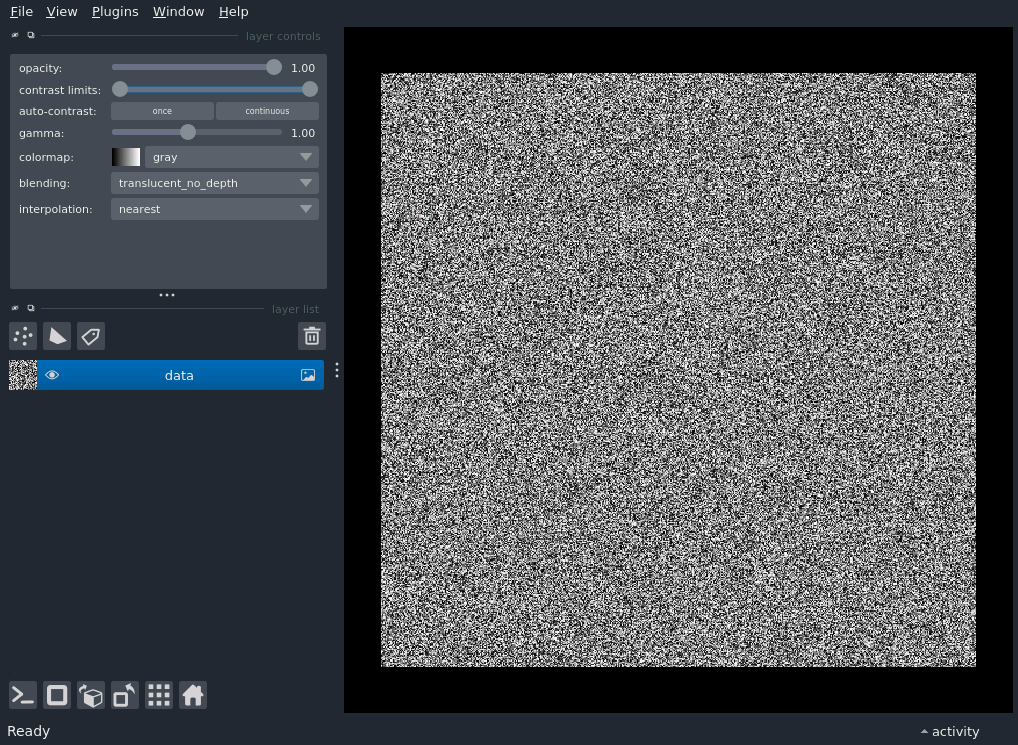 File View Plugins Window Help
layer controls
opacity: 1.00
contrast limits:
auto-contrast: once continuous
gamma: 1.00
colormap: gray
blending: translucent_no_depth
interpolation: nearest
layer list
data
Ready
activity